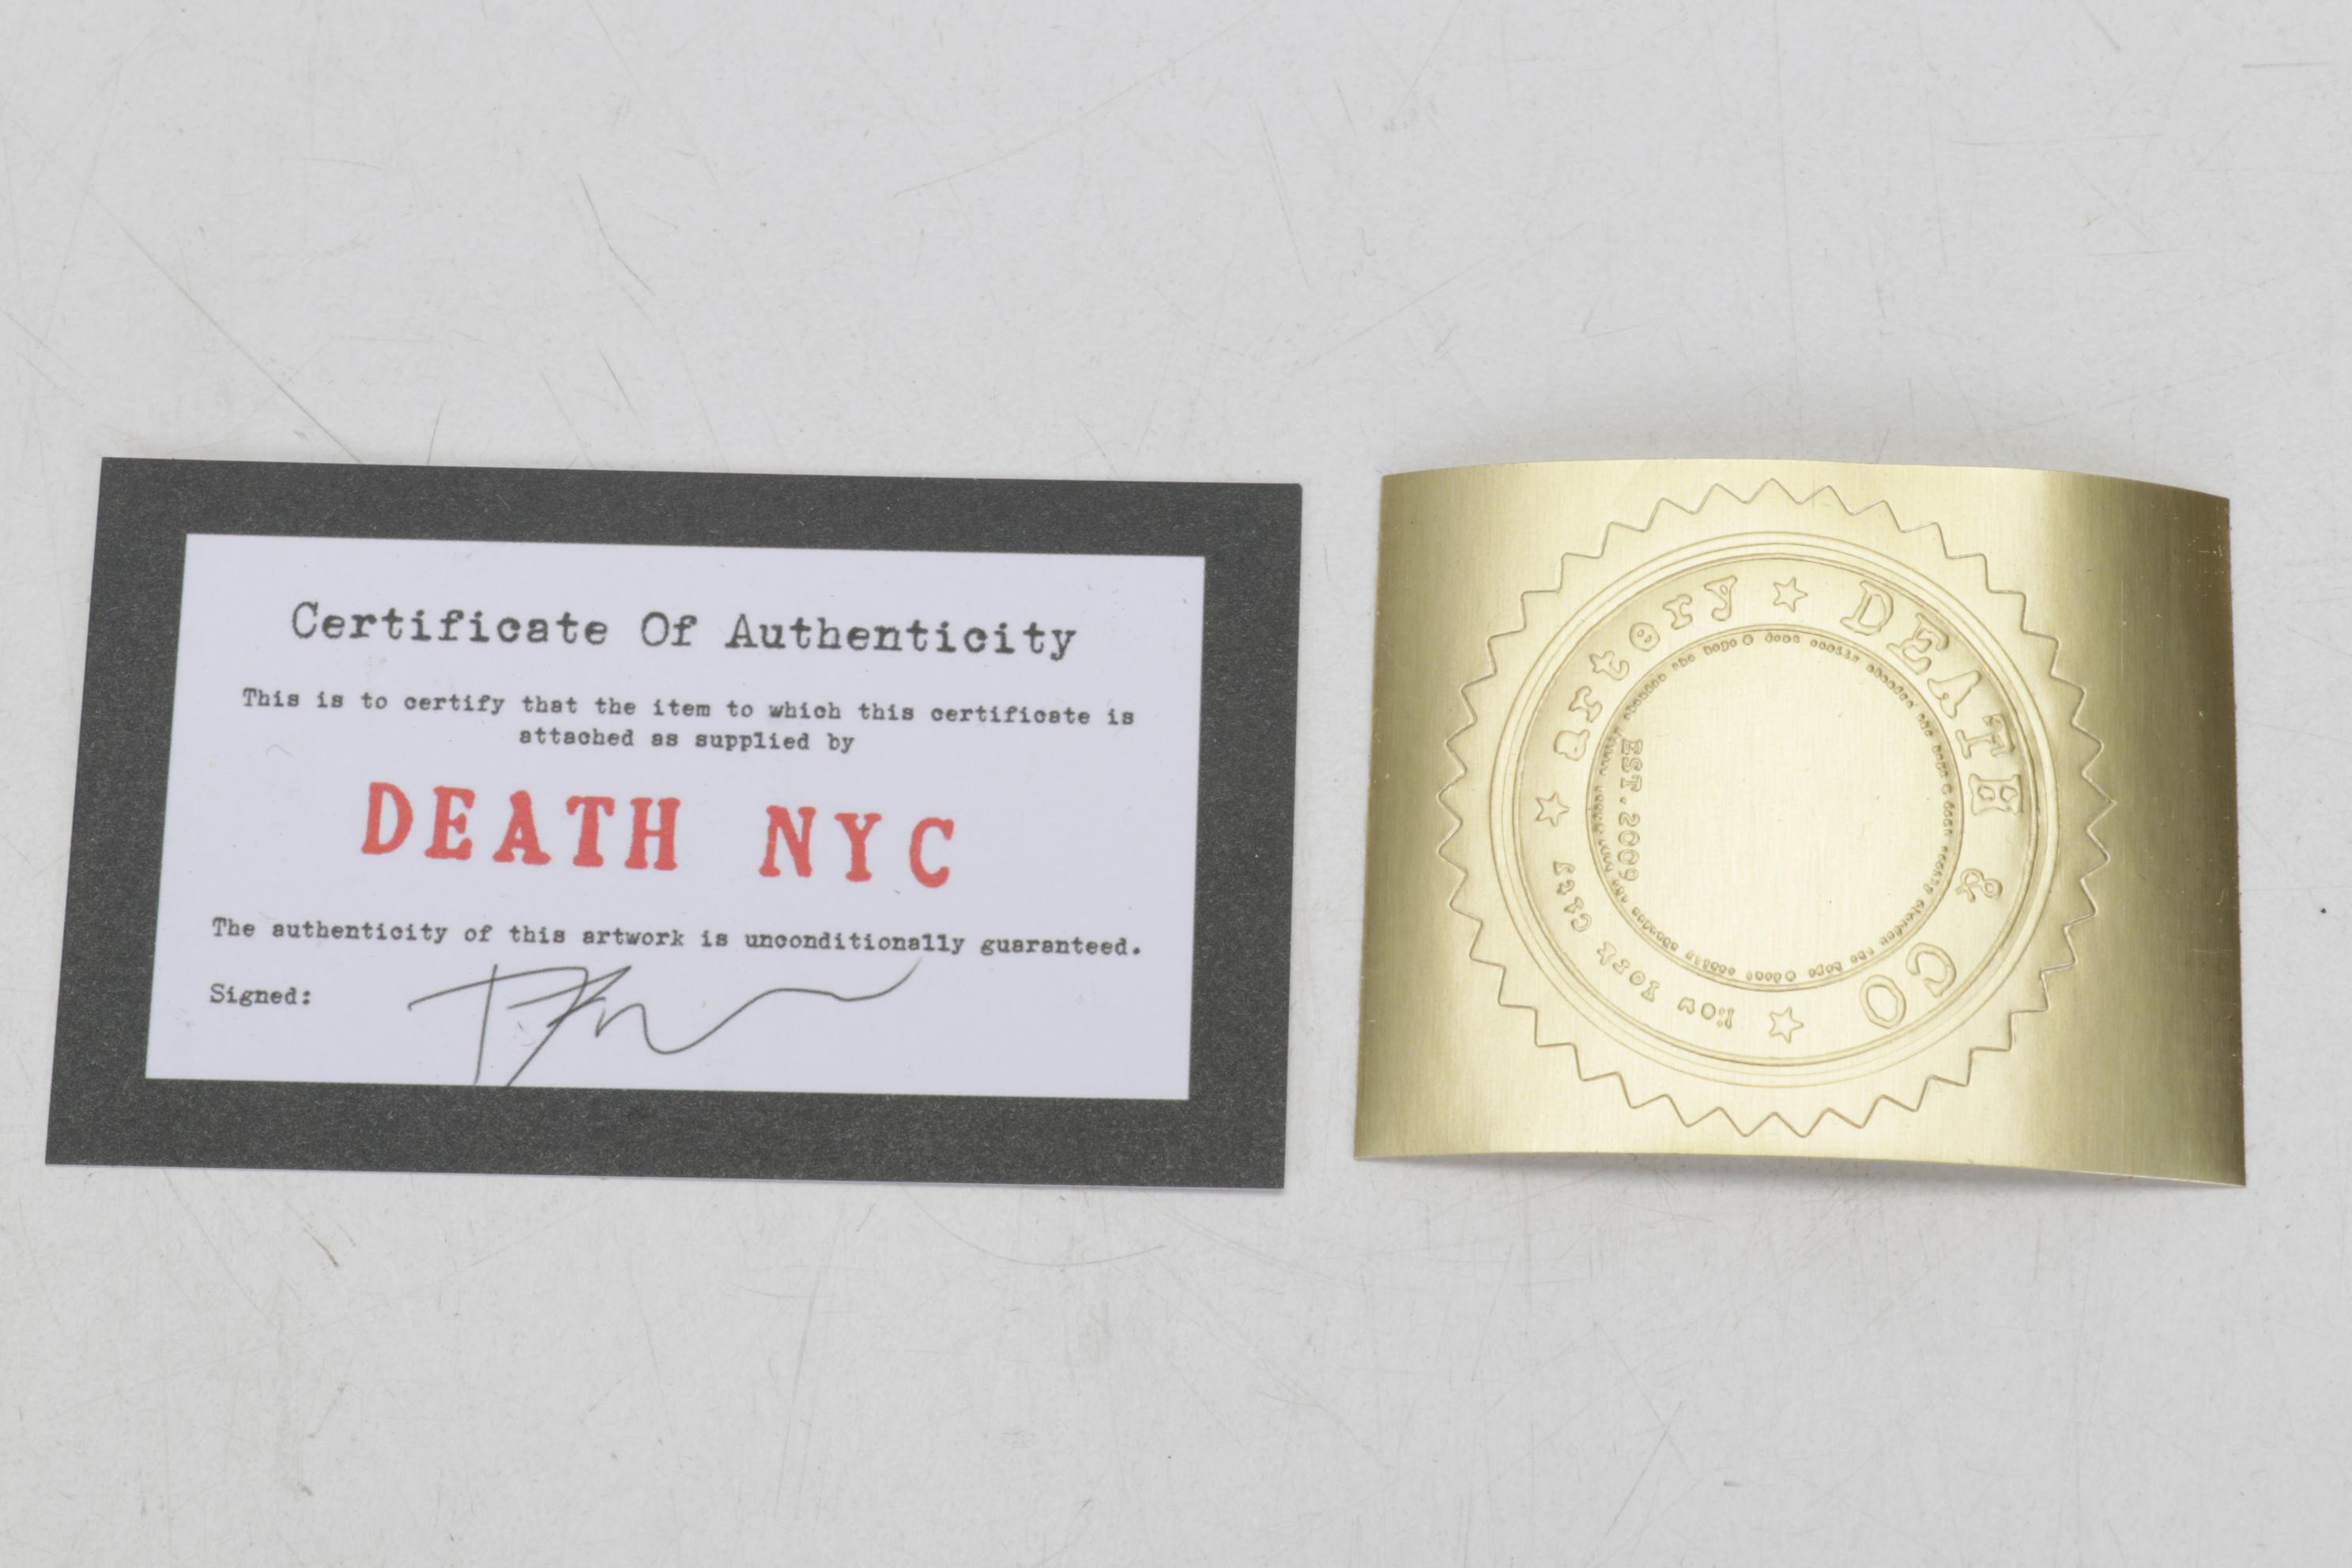 Certificate Of Authenticity
This is to certify that the item to which this certificate is
attached as supplied by
DEATH NYC
The authenticity of this artwork is unconditionally guaranteed.
Signed:
artery ★ DEATH & CO ★ New York City ★
EST.2009